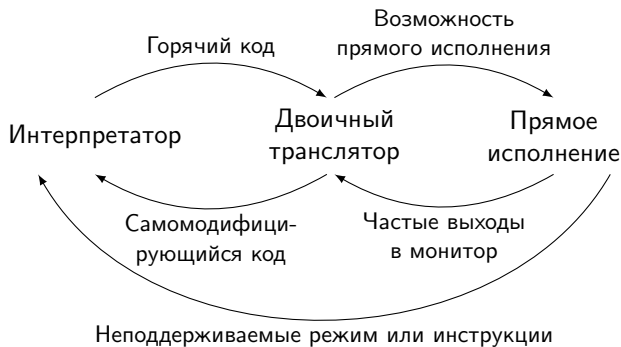 Возможность
прямого исполнения
Горячий код
Интерпретатор
Двоичный
транслятор
Прямое
исполнение
Самомодифици-
рующийся код
Частые выходы
в монитор
Неподдерживаемые режим или инструкции